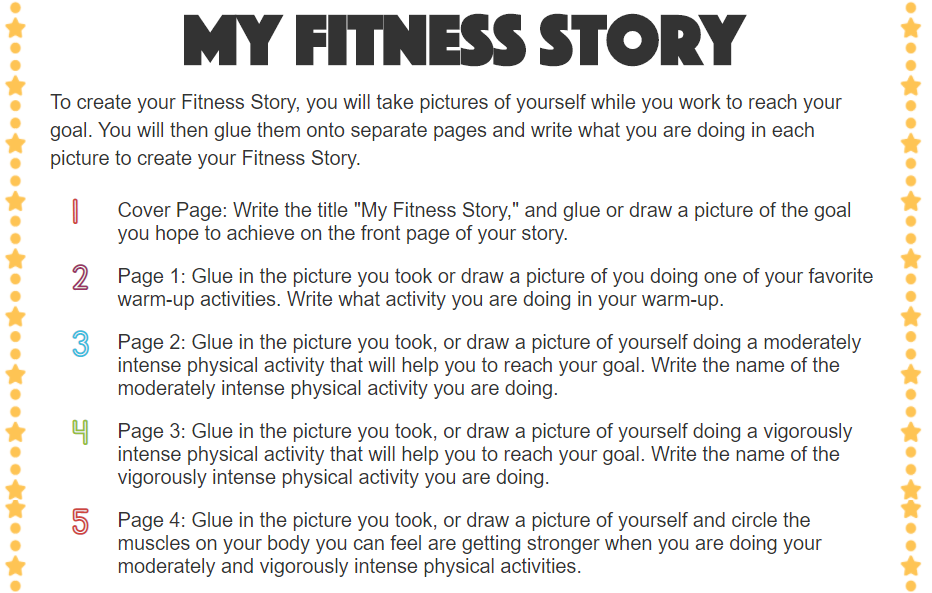 MY FITNESS STORY
To create your Fitness Story, you will take pictures of yourself while you work to reach your
goal. You will then glue them onto separate pages and write what you are doing in each
picture to create your Fitness Story.
1 Cover Page: Write the title "My Fitness Story," and glue or draw a picture of the goal
you hope to achieve on the front page of your story.
2 Page 1: Glue in the picture you took or draw a picture of you doing one of your favorite
warm-up activities. Write what activity you are doing in your warm-up.
3 Page 2: Glue in the picture you took, or draw a picture of yourself doing a moderately
intense physical activity that will help you to reach your goal. Write the name of the
moderately intense physical activity you are doing.
4 Page 3: Glue in the picture you took, or draw a picture of yourself doing a vigorously
intense physical activity that will help you to reach your goal. Write the name of the
vigorously intense physical activity you are doing.
5 Page 4: Glue in the picture you took, or draw a picture of yourself and circle the
muscles on your body you can feel are getting stronger when you are doing your
moderately and vigorously intense physical activities.